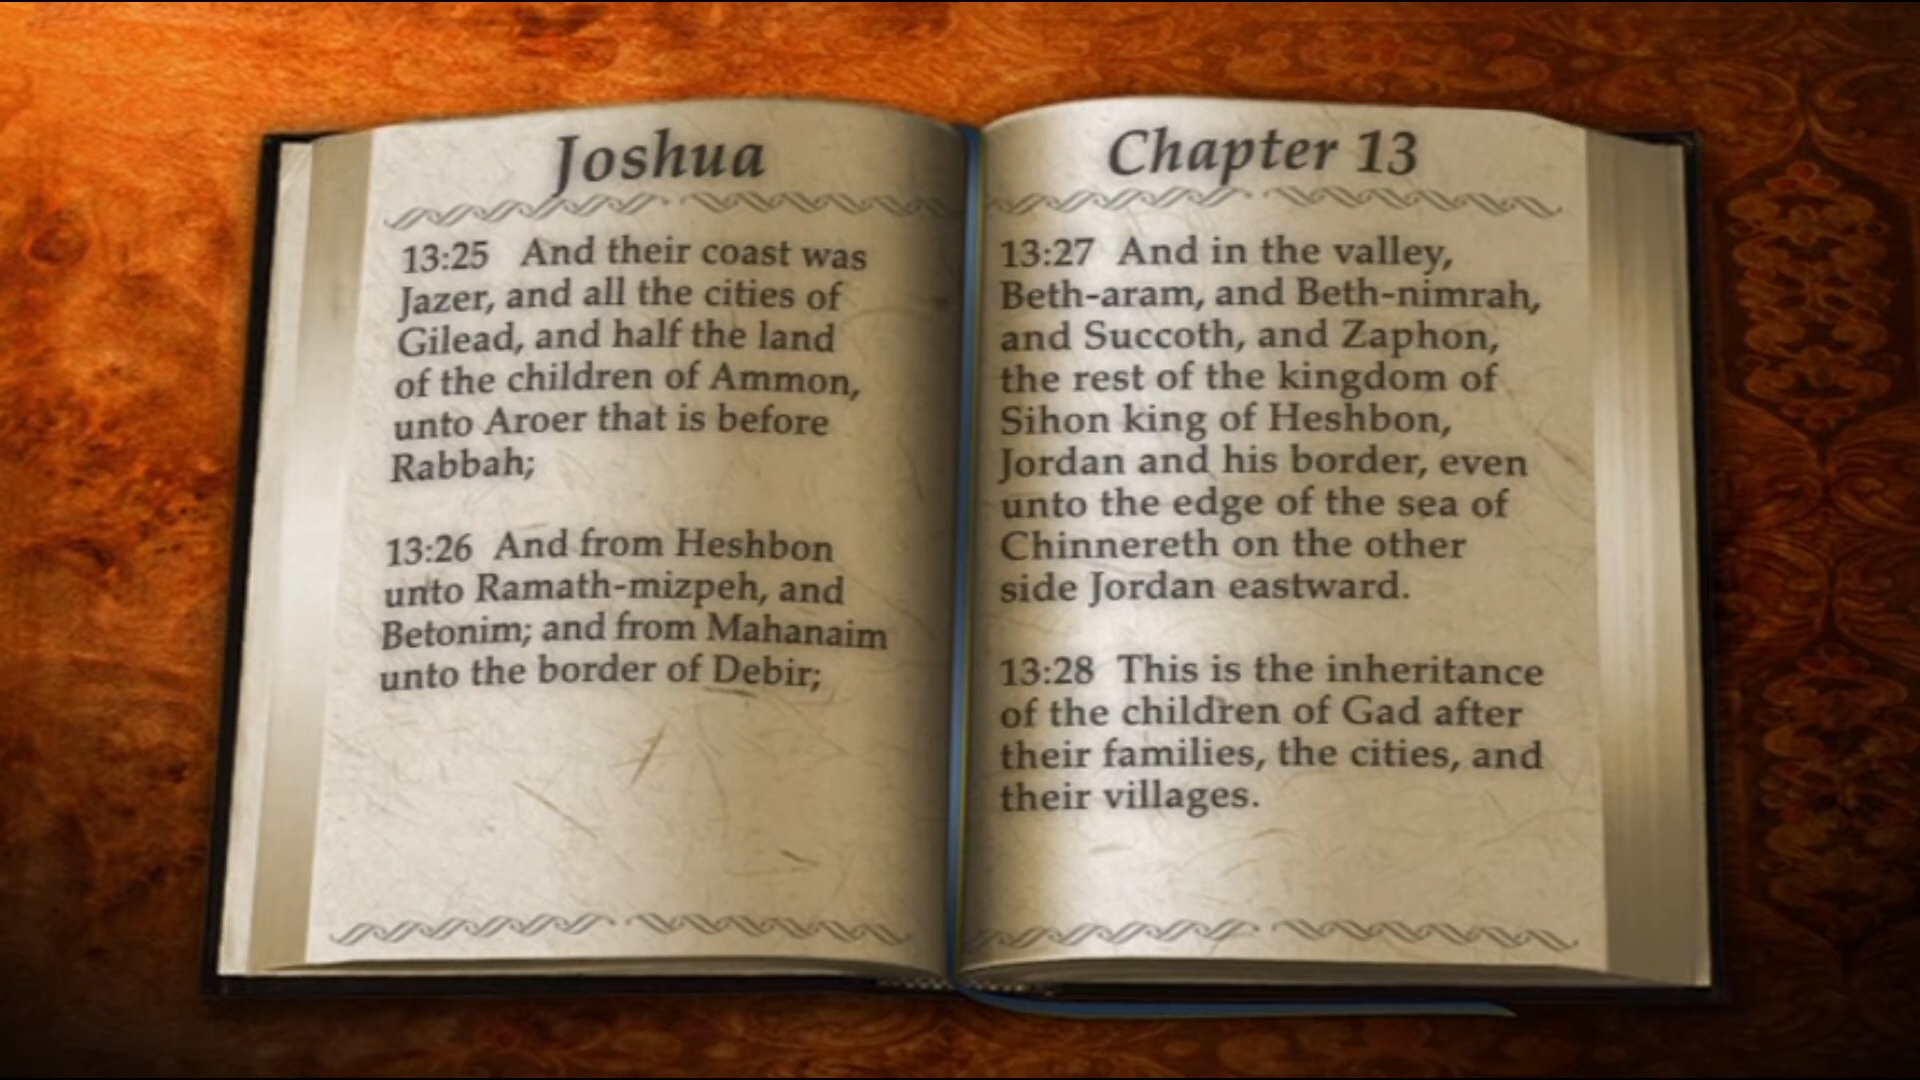 Joshua
13:25 And their coast was
Jazer, and all the cities of
Gilead, and half the land
of the children of Ammon,
unto Aroer that is before
Rabbah;
13:26 And from Heshbon
unto Ramath-mizpeh, and
Betonim; and from Mahanaim
unto the border of Debir;
Chapter 13
13:27 And in the valley,
Beth-aram, and Beth-nimrah,
and Succoth, and Zaphon,
the rest of the kingdom of
Sihon king of Heshbon,
Jordan and his border, even
unto the edge of the sea of
Chinnereth on the other
side Jordan eastward.
13:28 This is the inheritance
of the children of Gad after
their families, the cities, and
their villages.